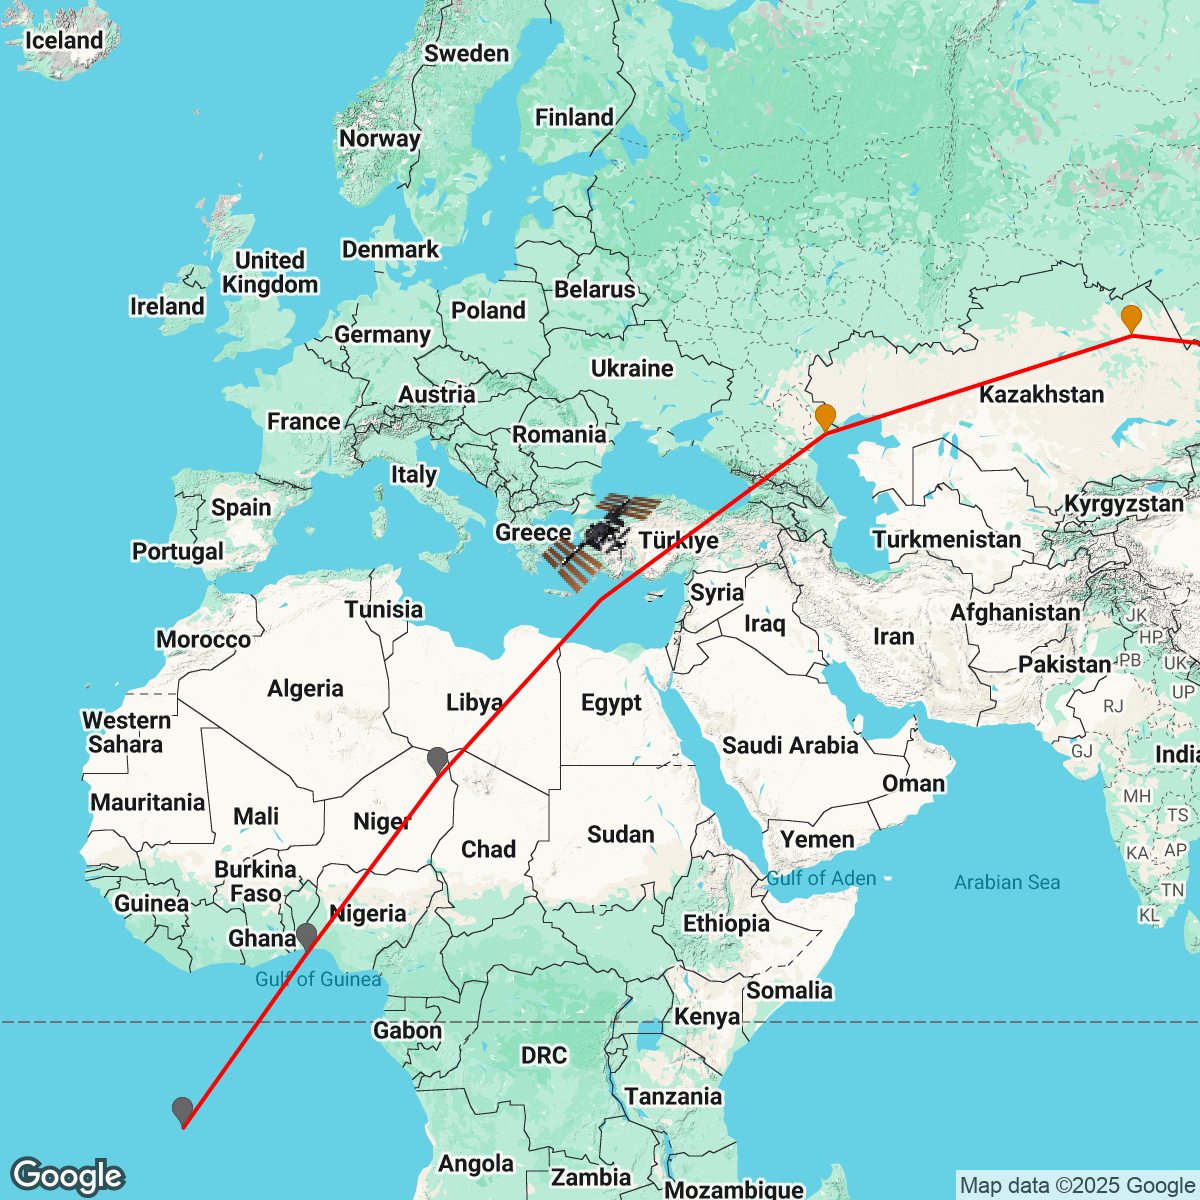 Iceland
Sweden
Finland
Norway
Denmark
United
Kingdom
Ireland
Belarus
Poland
Germany
Ukraine
Austria
Kazakhstan
France
Romania
Italy
Spain
Kyrgyzstan
Greece
Türkiye
Turkmenistan
Portugal
Syria
Tunisia
Afghanistan
JK
Iraq
Morocco
Iran
HP
Pakistan
PB
UK
Algeria
Libya
Egypt
UP
RJ
Western
Sahara
Saudi Arabia
GJ
India
Oman
MH
Mauritania
Mali
Niger
TS
Sudan
Yemen
Chad
KA
AP
Burkina
Faso
Gulf of Aden
Arabian Sea
TN
Guinea
Nigeria
KL
Ethiopia
Ghana
Gulf of Guinea
Somalia
Kenya
Gabon
DRC
Tanzania
Angola
Zambia
Mozambique
Google
Map data ©2025 Google